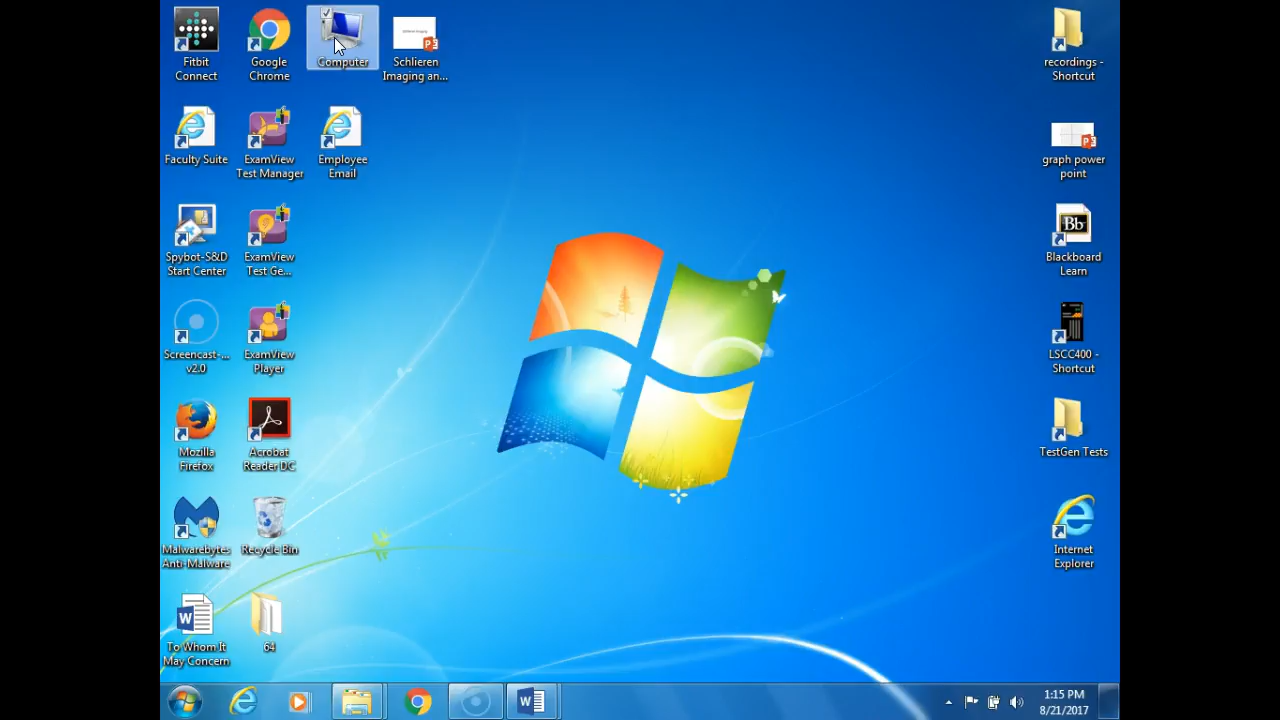 Fitbit
Connect
Google
Chrome
Computer
Schlieren
Imaging an...
recordings -
Shortcut
Faculty Suite
ExamView
Test Manager
Employee
Email
graph power
point
Spybot-S&D
Start Center
ExamView
Test Ge...
Bb
Blackboard
Learn
Screencast-...
v2.0
ExamView
Player
LSCC400 -
Shortcut
Mozilla
Firefox
Acrobat
Reader DC
TestGen Tests
Malwarebytes
Anti-Malware
Recycle Bin
Internet
Explorer
W
To Whom It
May Concern
64
W
1:15 PM
8/21/2017